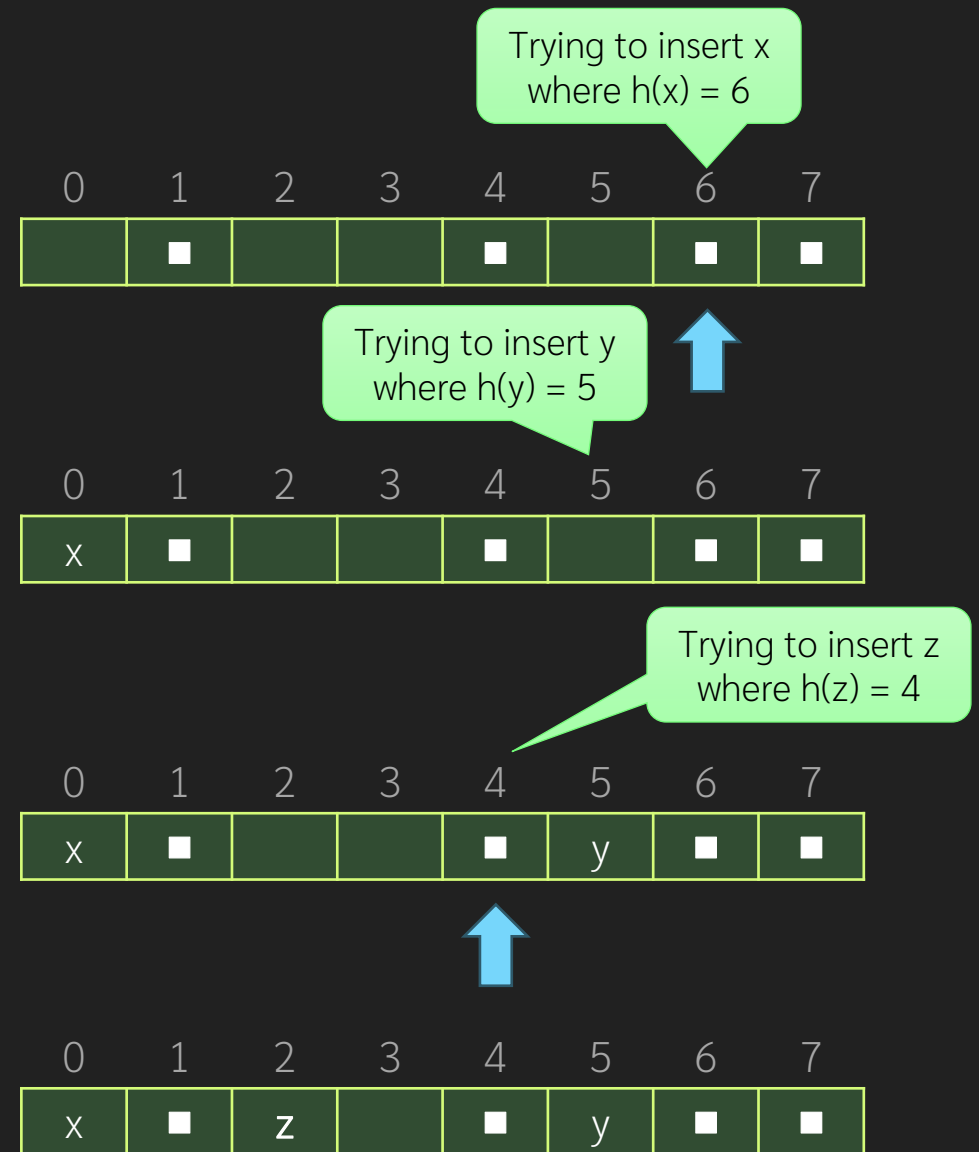 Trying to insert x
where h(x) = 6
0 1 2 3 4 5 6 7
Trying to insert y
where h(y) = 5
0 1 2 3 4 5 6 7
x
Trying to insert z
where h(z) = 4
0 1 2 3 4 5 6 7
x y
0 1 2 3 4 5 6 7
x z y